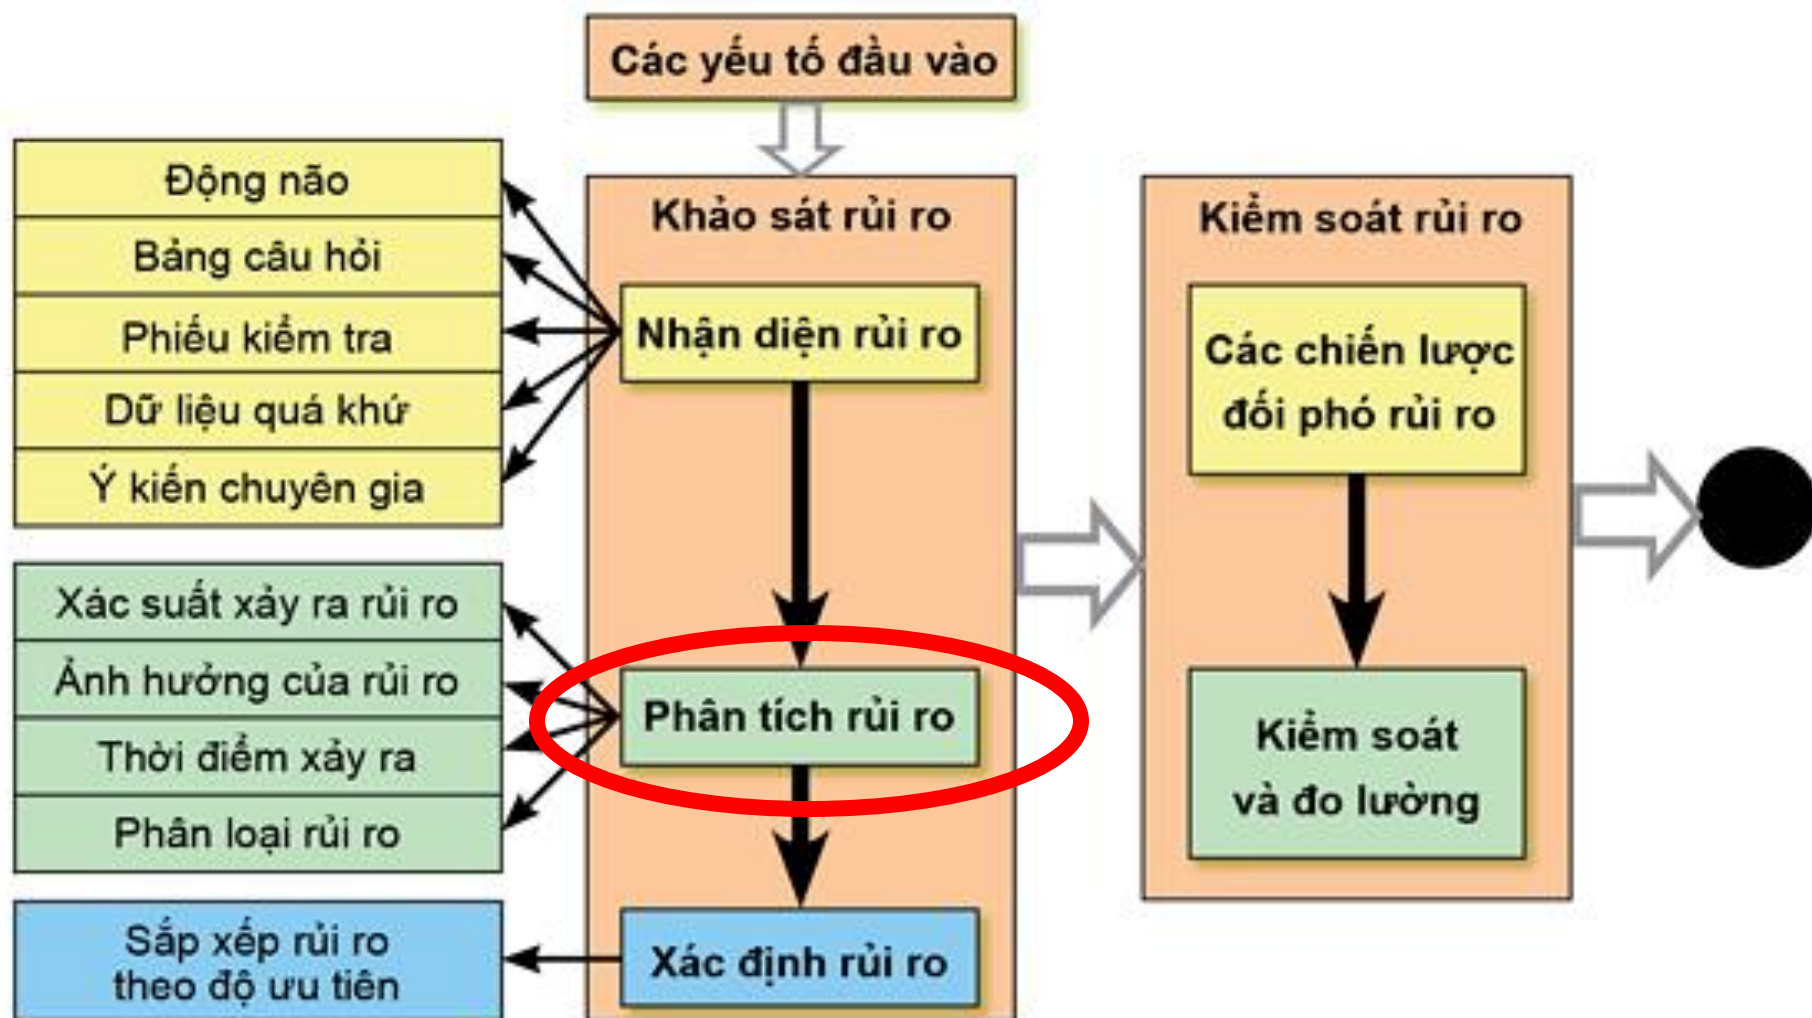 Các yếu tố đầu vào
Động não
Bảng câu hỏi
Phiếu kiểm tra
Dữ liệu quá khứ
Ý kiến chuyên gia
Xác suất xảy ra rủi ro
Ảnh hưởng của rủi ro
Thời điểm xảy ra
Phân loại rủi ro
Sắp xếp rủi ro
theo độ ưu tiên
Khảo sát rủi ro
Nhận diện rủi ro
Phân tích rủi ro
Xác định rủi ro
Kiểm soát rủi ro
Các chiến lược
đối phó rủi ro
Kiểm soát
và đo lường